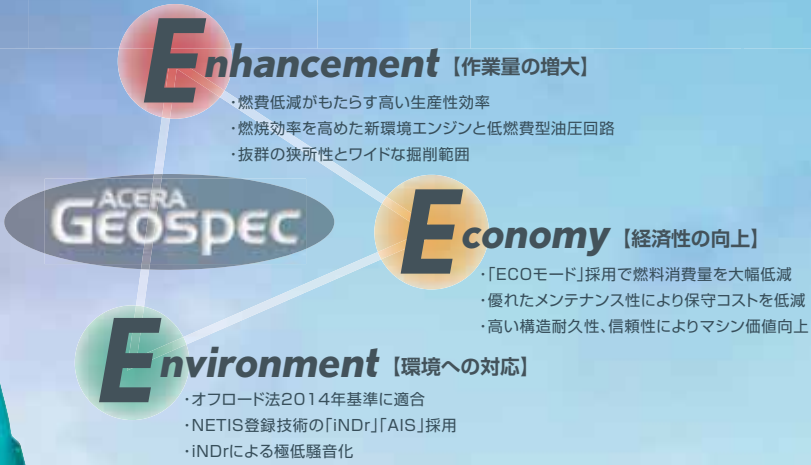 Enhancement【作業量の増大】
・燃費低減がもたらす高い生産性効率
・燃焼効率を高めた新環境エンジンと低燃費型油圧回路
・抜群の狭所性とワイドな掘削範囲
ACERA
GEOSPEC
Economy【経済性の向上】
・「ECOモード」採用で燃料消費量を大幅低減
・優れたメンテナンス性により保守コストを低減
・高い構造耐久性、信頼性によりマシン価値向上
Environment【環境への対応】
・オフロード法2014年基準に適合
・NETIS登録技術の「iNDr」「AIS」採用
・iNDrによる極低騒音化